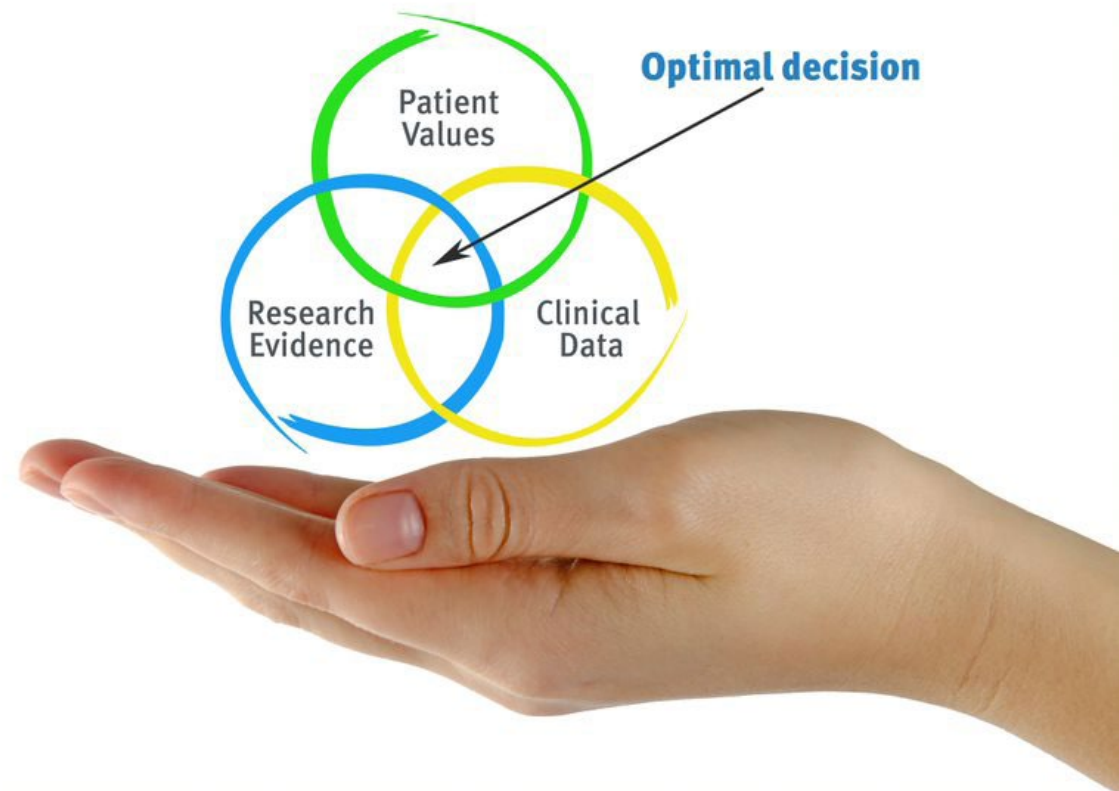 Optimal decision
Patient
Values
Research
Evidence
Clinical
Data